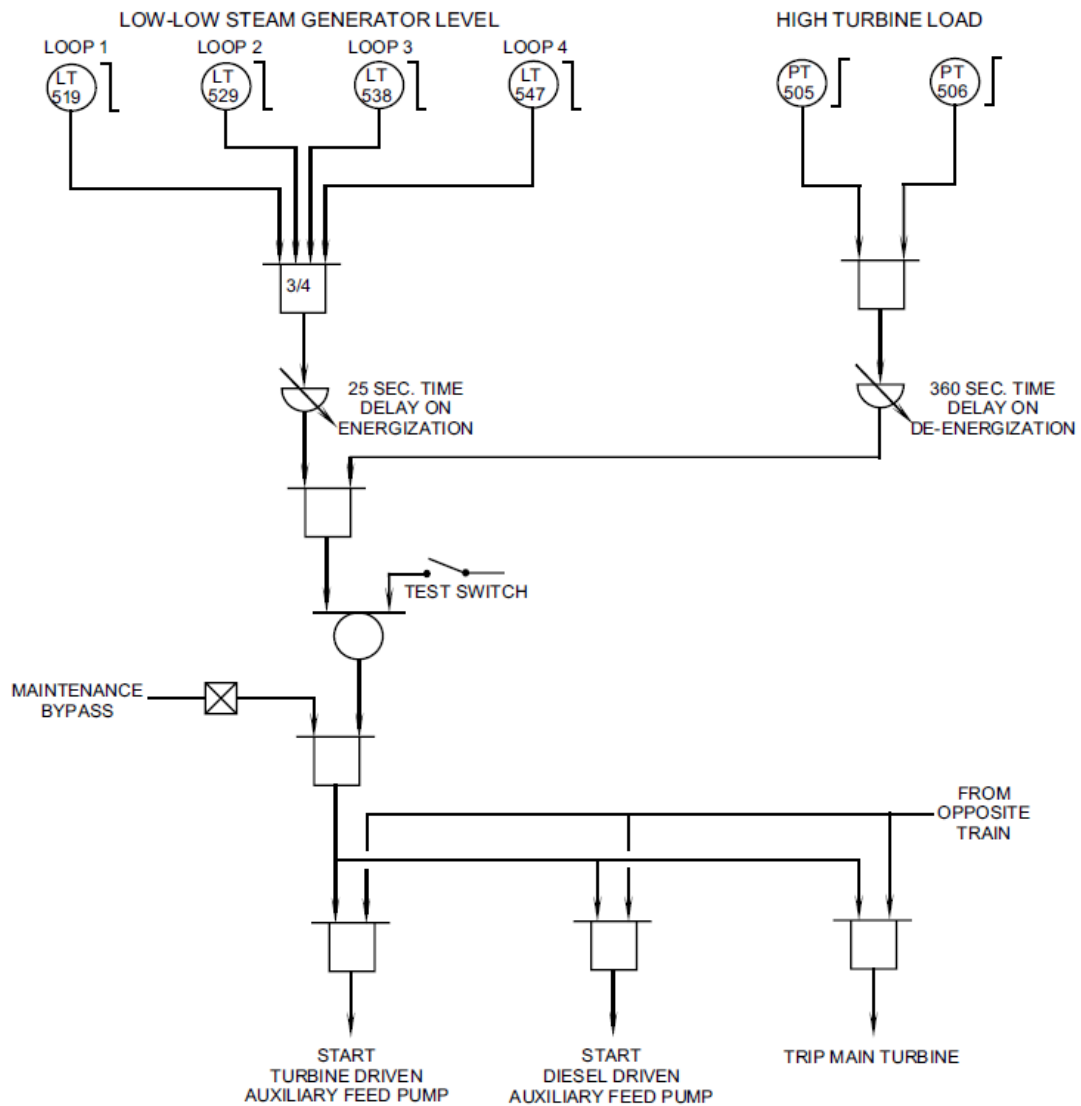 LOW-LOW STEAM GENERATOR LEVEL
HIGH TURBINE LOAD
LOOP 1
LOOP 2
LOOP 3
LOOP 4
LT
519
LT
529
LT
538
LT
547
PT
505
PT
506
3/4
25 SEC. TIME
DELAY ON
ENERGIZATION
360 SEC. TIME
DELAY ON
DE-ENERGIZATION
TEST SWITCH
MAINTENANCE
BYPASS
FROM
OPPOSITE
TRAIN
START
TURBINE DRIVEN
AUXILIARY FEED PUMP
START
DIESEL DRIVEN
AUXILIARY FEED PUMP
TRIP MAIN TURBINE